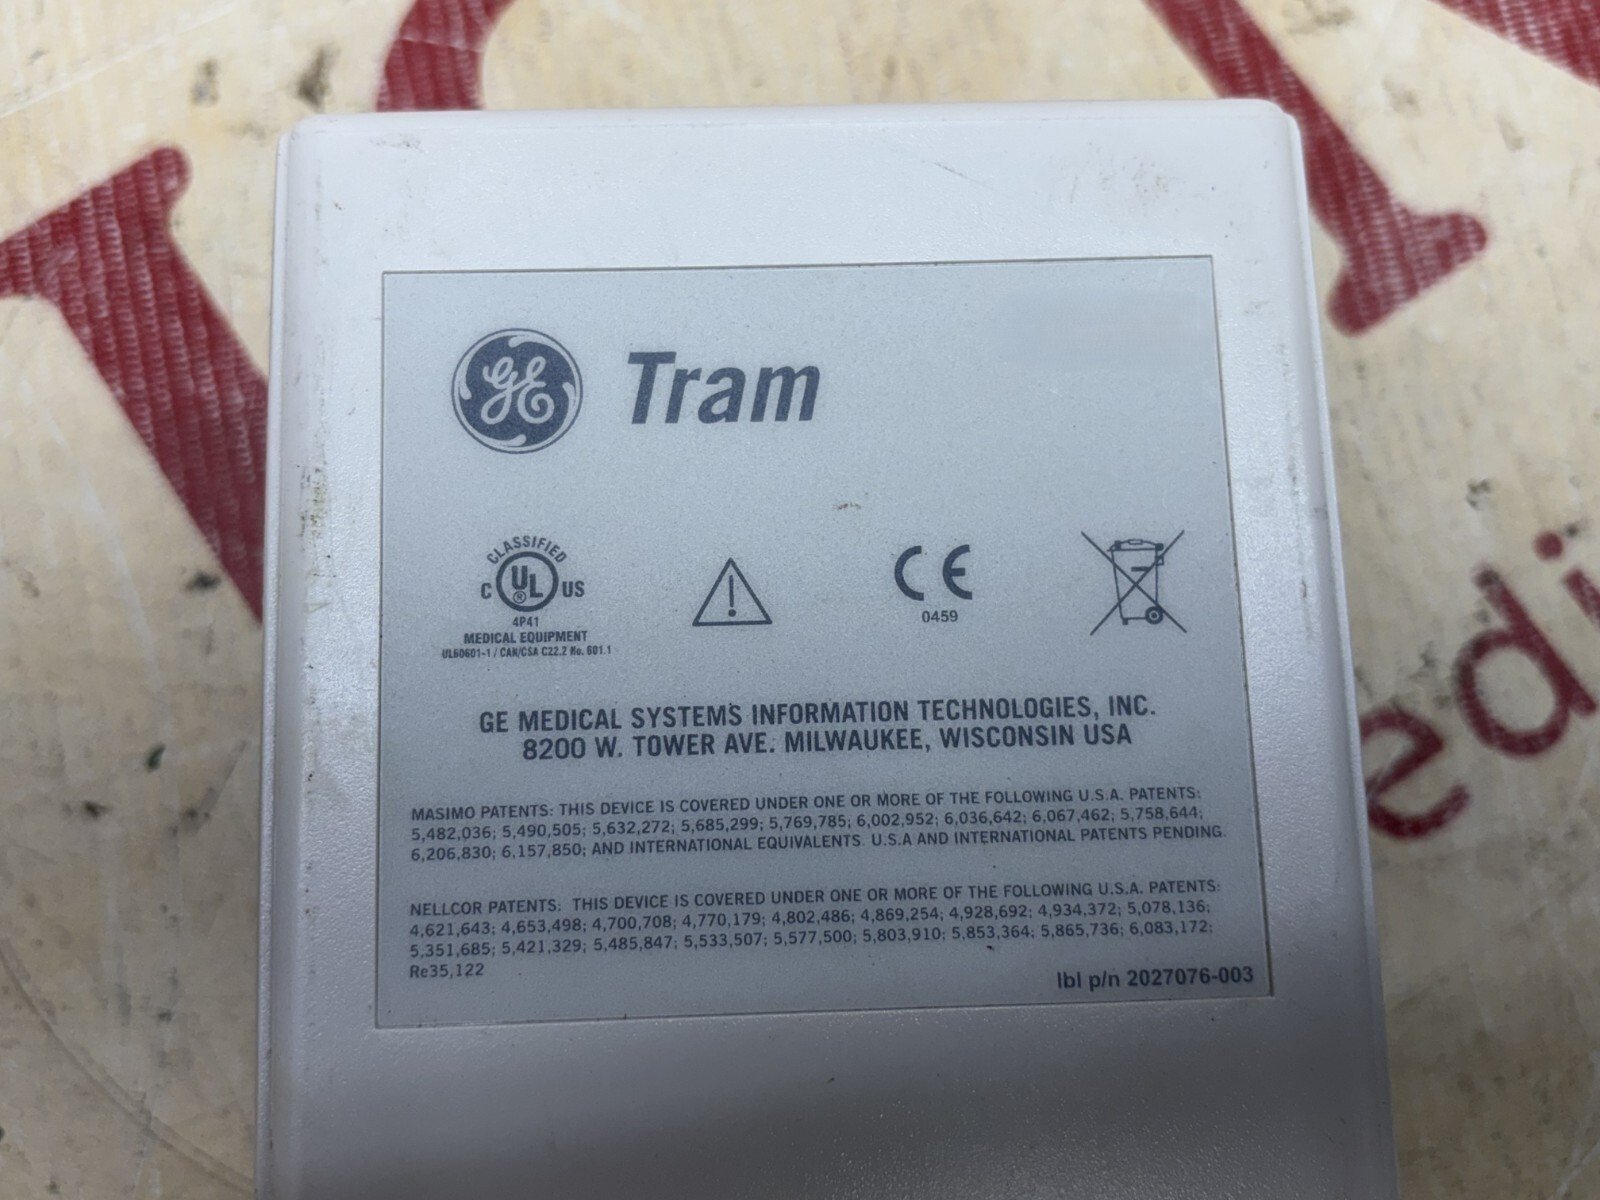 GE Tram
CLASSIFIED
C UL® US
4P41
MEDICAL EQUIPMENT
UL60601-1 / CAN/CSA C22.2 No. 601.1
!
CE
0459
GE MEDICAL SYSTEMS INFORMATION TECHNOLOGIES, INC.
8200 W. TOWER AVE. MILWAUKEE, WISCONSIN USA
MASIMO PATENTS: THIS DEVICE IS COVERED UNDER ONE OR MORE OF THE FOLLOWING U.S.A. PATENTS:
5,482,036; 5,490,505; 5,632,272; 5,685,299; 5,769,785; 6,002,952; 6,036,642; 6,067,462; 5,758,644;
6,206,830; 6,157,850; AND INTERNATIONAL EQUIVALENTS. U.S.A AND INTERNATIONAL PATENTS PENDING.
NELLCOR PATENTS: THIS DEVICE IS COVERED UNDER ONE OR MORE OF THE FOLLOWING U.S.A. PATENTS:
4,621,643; 4,653,498; 4,700,708; 4,770,179; 4,802,486; 4,869,254; 4,928,692; 4,934,372; 5,078,136;
5,351,685; 5,421,329; 5,485,847; 5,533,507; 5,577,500; 5,803,910; 5,853,364; 5,865,736; 6,083,172;
Re35,122
lbl p/n 2027076-003
edi